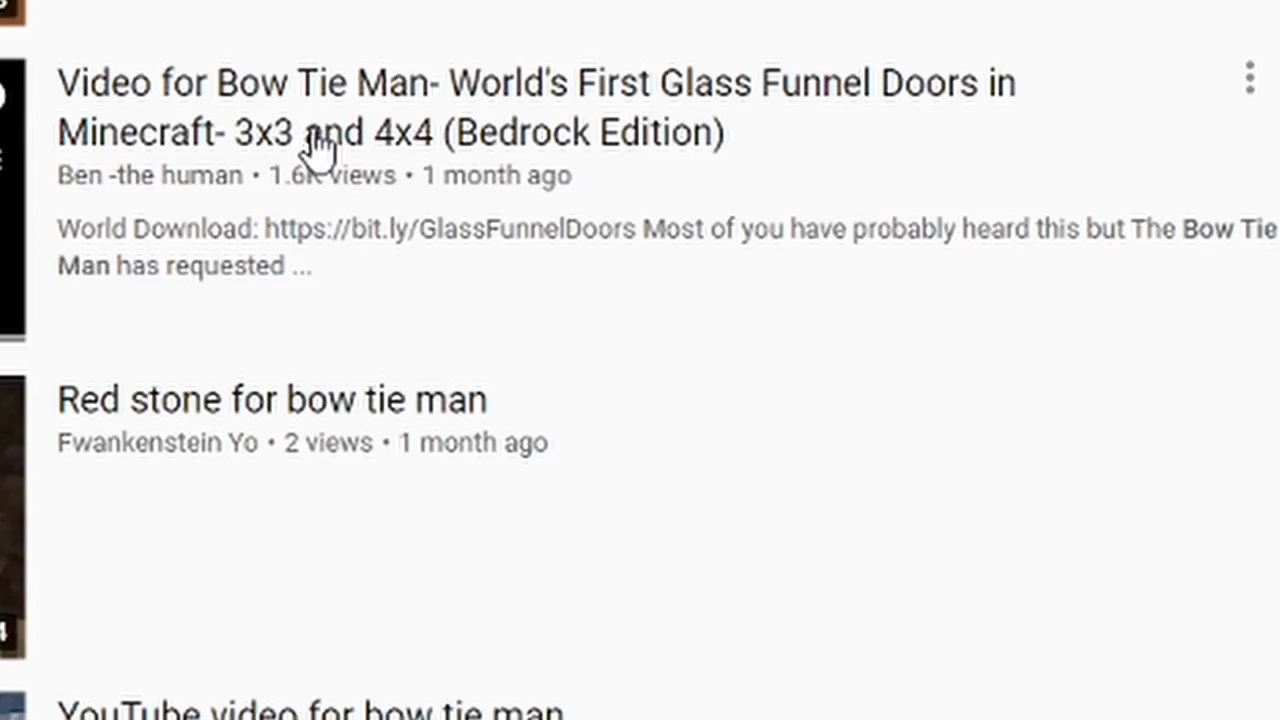 Video for Bow Tie Man- World's First Glass Funnel Doors in
Minecraft- 3x3 and 4x4 (Bedrock Edition)
Ben -the human • 1.6K views • 1 month ago
World Download: https://bit.ly/GlassFunnelDoors Most of you have probably heard this but The Bow Tie
Man has requested ...
Red stone for bow tie man
Fwankenstein Yo • 2 views • 1 month ago
4
YouTube video for bow tie man